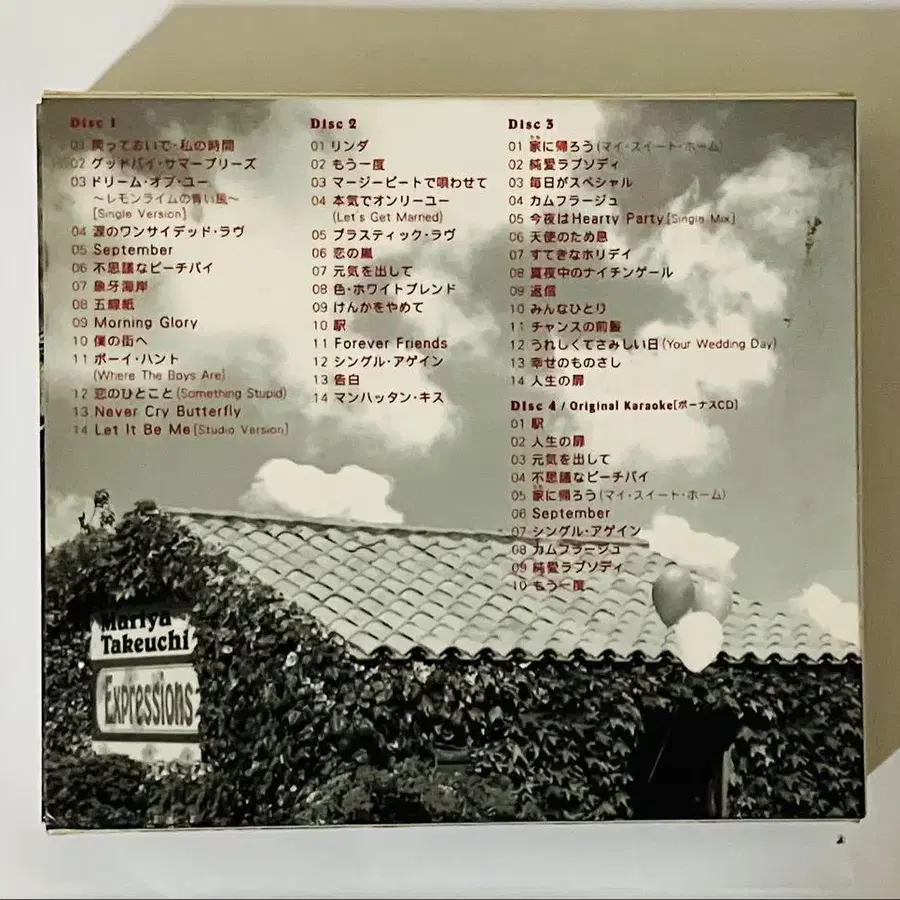 Disc 1
01 戻っておいで・私の時間
02 グッドバイ・サマーブリーズ
03 ドリーム・オブ・ユー
〜レモンライムの青い風〜
[Single Version]
04 涙のワンサイデッド・ラヴ
05 September
06 不思議なピーチパイ
07 象牙海岸
08 五線紙
09 Morning Glory
10 僕の街へ
11 ボーイ・ハント
(Where The Boys Are)
12 恋のひとこと(Something Stupid)
13 Never Cry Butterfly
14 Let It Be Me[Studio Version]
Disc 2
01 リンダ
02 もう一度
03 マージービートで唄わせて
04 本気でオンリーユー
(Let's Get Married)
05 プラスティック・ラヴ
06 恋の嵐
07 元気を出して
08 色・ホワイトブレンド
09 けんかをやめて
10 駅
11 Forever Friends
12 シングル・アゲイン
13 告白
14 マンハッタン・キス
Disc 3
01 家に帰ろう(マイ・スイート・ホーム)
02 純愛ラプソディ
03 毎日がスペシャル
04 カムフラージュ
05 今夜はHearty Party[Single Mix]
06 天使のため息
07 すてきなホリデイ
08 真夜中のナイチンゲール
09 返信
10 みんなひとり
11 チャンスの前髪
12 うれしくてさみしい日(Your Wedding Day)
13 幸せのものさし
14 人生の扉
Disc 4 / Original Karaoke[ボーナスCD]
01 駅
02 人生の扉
03 元気を出して
04 不思議なピーチパイ
05 家に帰ろう(マイ・スイート・ホーム)
06 September
07 シングル・アゲイン
08 カムフラージュ
09 純愛ラプソディ
10 もう一度
Mariya
Takeuchi
Expressions